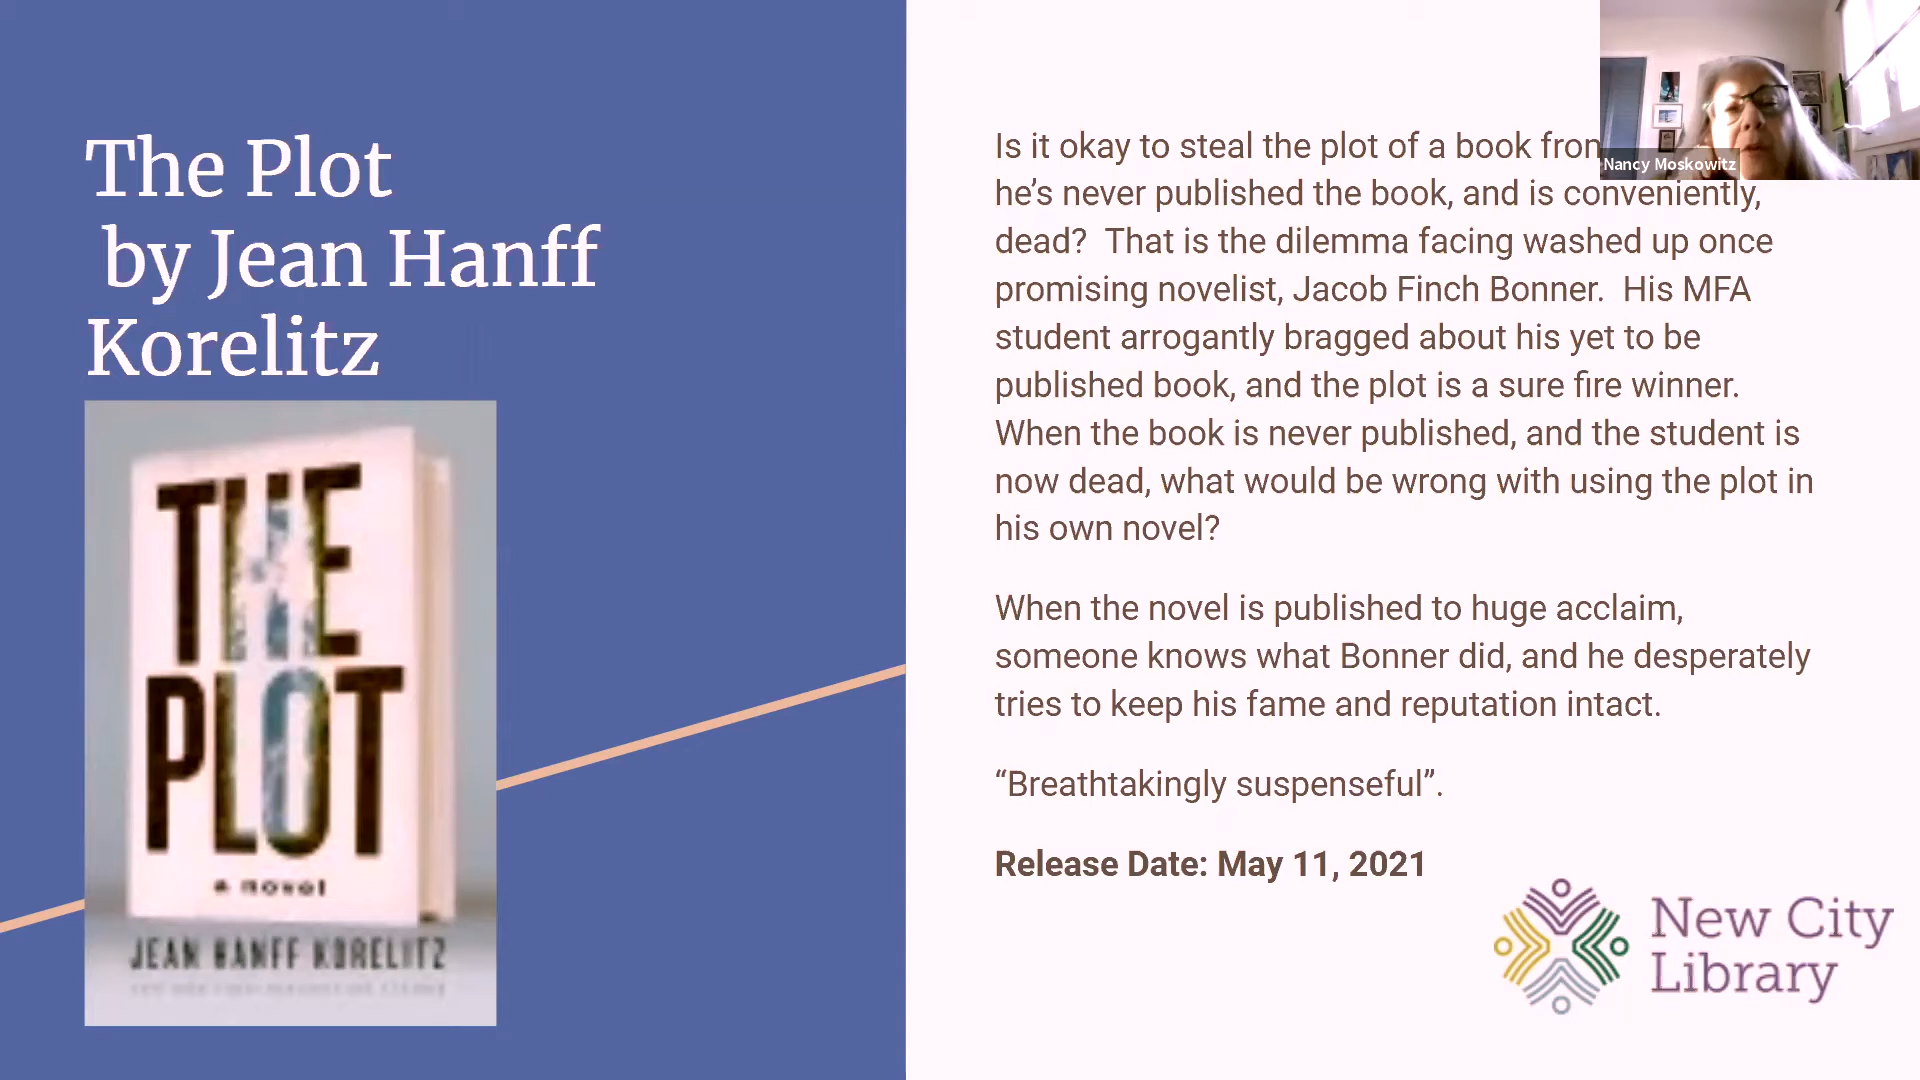 The Plot
by Jean Hanff
Korelitz
THE
PLOT
a novel
JEAN HANFF KORELITZ
Is it okay to steal the plot of a book from
he’s never published the book, and is conveniently,
dead?  That is the dilemma facing washed up once
promising novelist, Jacob Finch Bonner.  His MFA
student arrogantly bragged about his yet to be
published book, and the plot is a sure fire winner.
When the book is never published, and the student is
now dead, what would be wrong with using the plot in
his own novel?
When the novel is published to huge acclaim,
someone knows what Bonner did, and he desperately
tries to keep his fame and reputation intact.
“Breathtakingly suspenseful”.
Release Date: May 11, 2021
Nancy Moskowitz
New City
Library